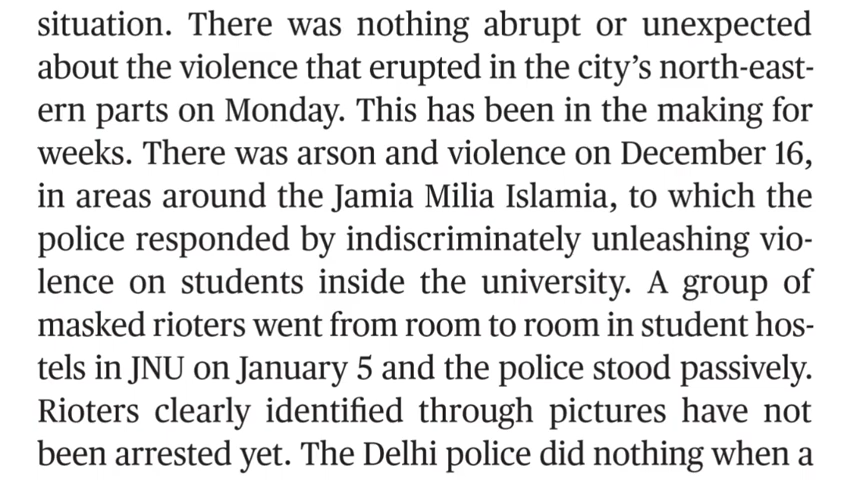 situation. There was nothing abrupt or unexpected
about the violence that erupted in the city’s north-east-
ern parts on Monday. This has been in the making for
weeks. There was arson and violence on December 16,
in areas around the Jamia Milia Islamia, to which the
police responded by indiscriminately unleashing vio-
lence on students inside the university. A group of
masked rioters went from room to room in student hos-
tels in JNU on January 5 and the police stood passively.
Rioters clearly identified through pictures have not
been arrested yet. The Delhi police did nothing when a